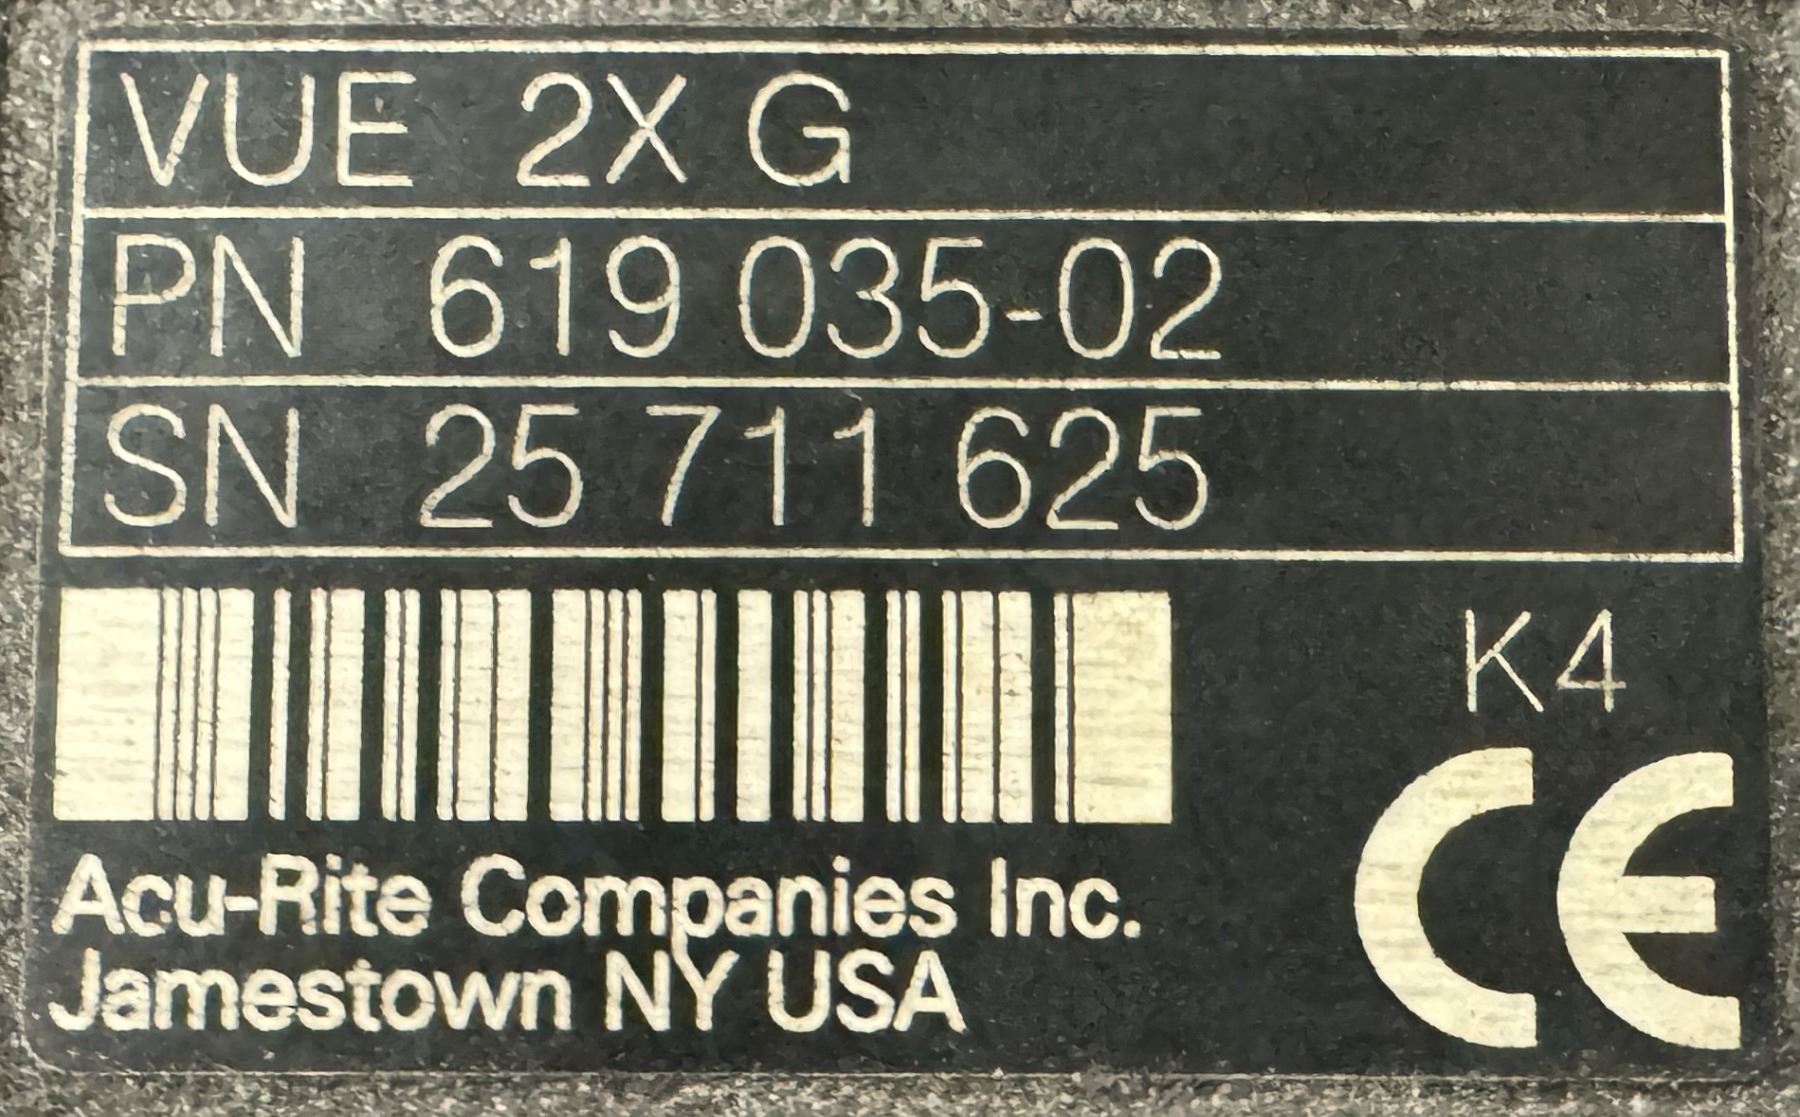 VUE 2X G
PN 619 035-02
SN 25 711 625
K4
CE
Acu-Rite Companies Inc.
Jamestown NY USA